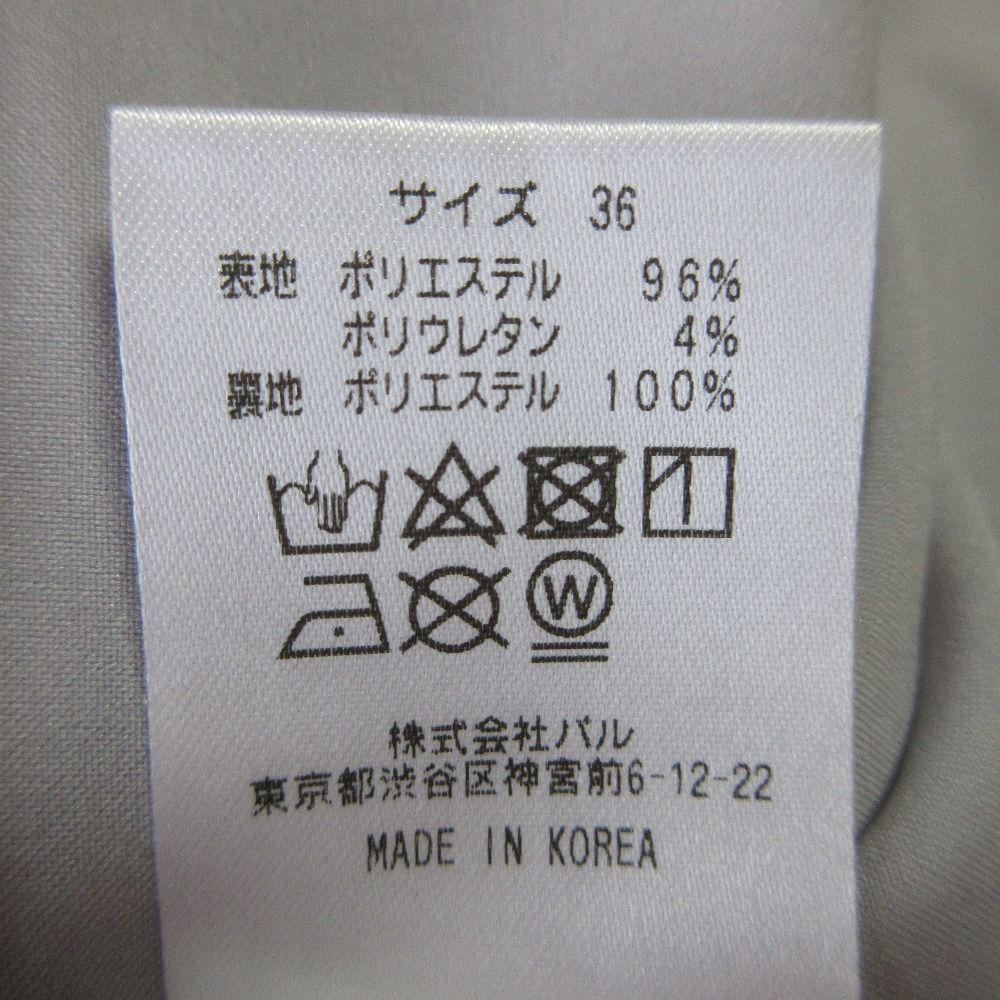 サイズ 36
表地 ポリエステル 96%
ポリウレタン 4%
裏地 ポリエステル 100%
W
株式会社バル
東京都渋谷区神宮前6-12-22
MADE IN KOREA